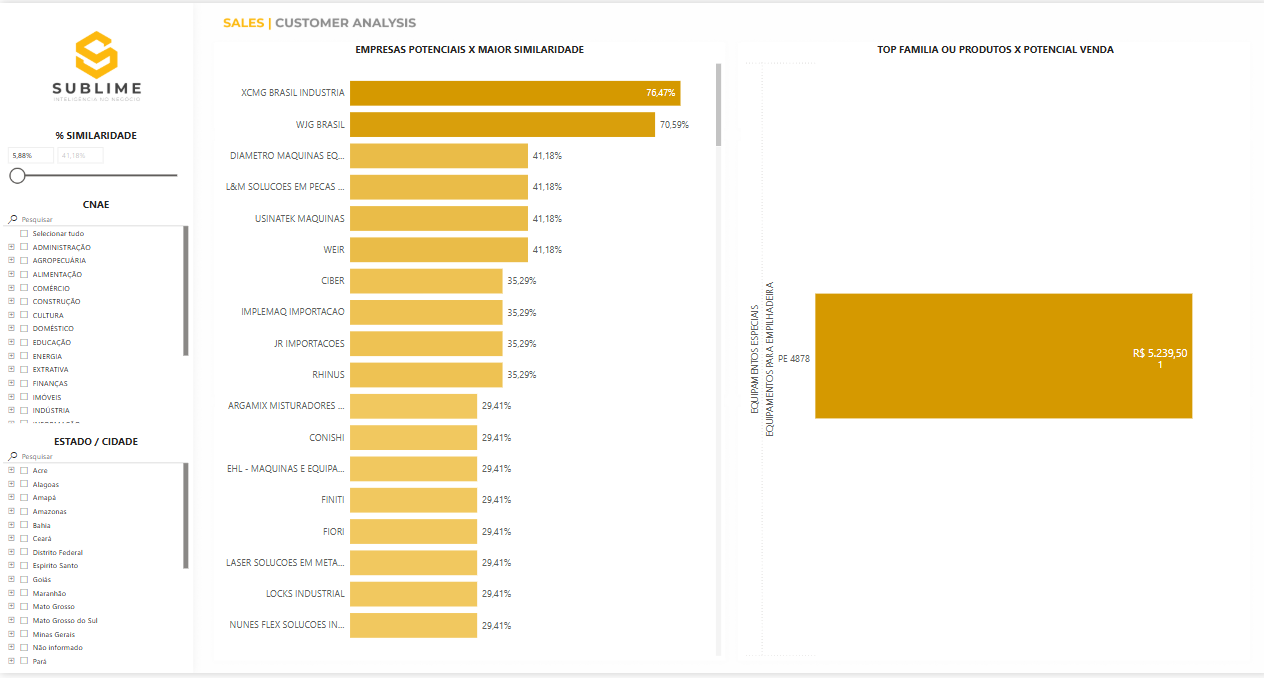 SUBLIME
INTELIGÊNCIA NO NEGÓCIO
% SIMILARIDADE
5,88%
41,18%
CNAE
Pesquisar
Selecionar tudo
ADMINISTRAÇÃO
AGROPECUÁRIA
ALIMENTAÇÃO
COMÉRCIO
CONSTRUÇÃO
CULTURA
DOMÉSTICO
EDUCAÇÃO
ENERGIA
EXTRATIVA
FINANÇAS
IMÓVEIS
INDÚSTRIA
ESTADO / CIDADE
Pesquisar
Acre
Alagoas
Amapá
Amazonas
Bahia
Ceará
Distrito Federal
Espírito Santo
Goiás
Maranhão
Mato Grosso
Mato Grosso do Sul
Minas Gerais
Não informado
Pará
SALES | CUSTOMER ANALYSIS
EMPRESAS POTENCIAIS X MAIOR SIMILARIDADE
XCMG BRASIL INDUSTRIA 76,47%
WJG BRASIL 70,59%
DIAMETRO MAQUINAS EQ... 41,18%
L&M SOLUCOES EM PECAS ... 41,18%
USINATEK MAQUINAS 41,18%
WEIR 41,18%
CIBER 35,29%
IMPLEMAQ IMPORTACAO 35,29%
JR IMPORTACOES 35,29%
RHINUS 35,29%
ARGAMIX MISTURADORES ... 29,41%
CONISHI 29,41%
EHL - MAQUINAS E EQUIPA... 29,41%
FINITI 29,41%
FIORI 29,41%
LASER SOLUCOES EM META... 29,41%
LOCKS INDUSTRIAL 29,41%
NUNES FLEX SOLUCOES IN... 29,41%
TOP FAMILIA OU PRODUTOS X POTENCIAL VENDA
EQUIPAMENTOS ESPECIAIS
EQUIPAMENTOS PARA EMPILHADEIRA
PE 4878
R$ 5.239,50
1